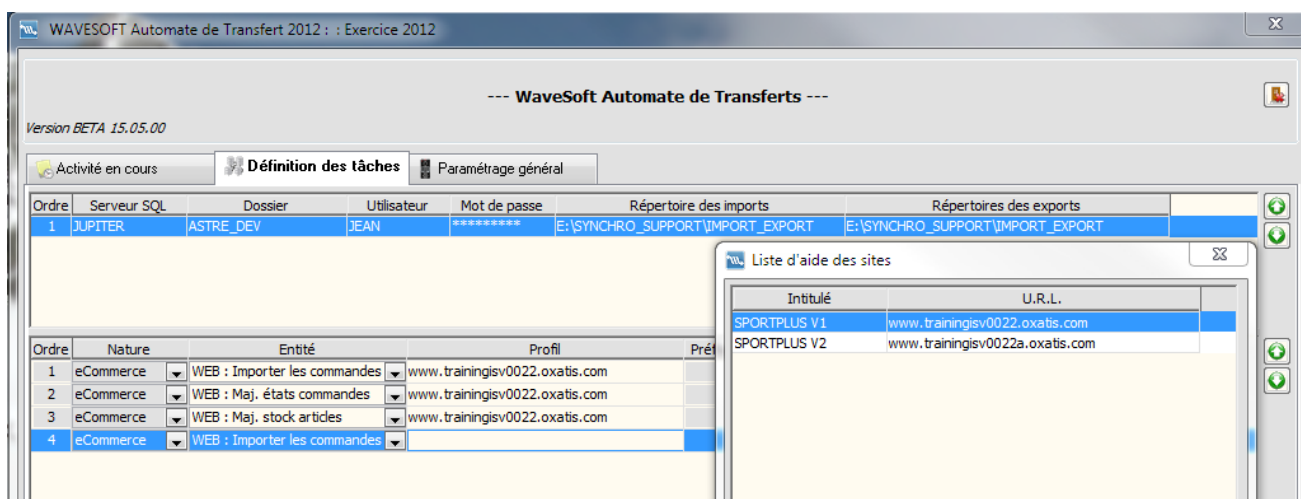 WAVESOFT Automate de Transfert 2012 : : Exercice 2012
--- WaveSoft Automate de Transferts ---
Version BETA 15.05.00
Activité en cours Définition des tâches Paramétrage général
Ordre Serveur SQL Dossier Utilisateur Mot de passe Répertoire des imports Répertoires des exports
1 JUPITER ASTRE_DEV JEAN ********* E:\SYNCHRO_SUPPORT\IMPORT_EXPORT E:\SYNCHRO_SUPPORT\IMPORT_EXPORT
Liste d'aide des sites
Intitulé U.R.L.
SPORTPLUS V1 www.trainingisv0022.oxatis.com
SPORTPLUS V2 www.trainingisv0022a.oxatis.com
Ordre Nature Entité Profil
1 eCommerce WEB : Importer les commandes www.trainingisv0022.oxatis.com
2 eCommerce WEB : Maj. états commandes www.trainingisv0022.oxatis.com
3 eCommerce WEB : Maj. stock articles www.trainingisv0022.oxatis.com
4 eCommerce WEB : Importer les commandes